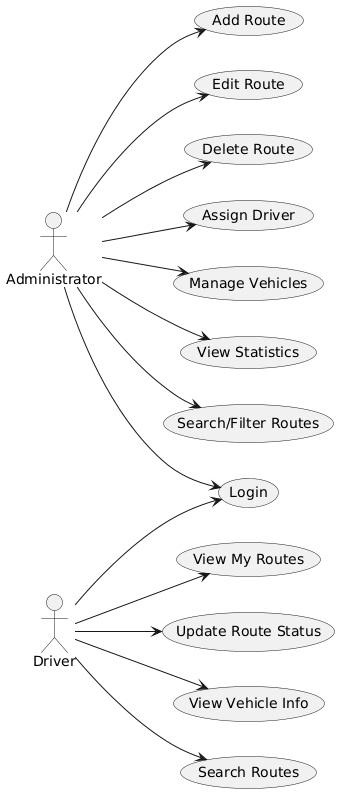 Add Route
Edit Route
Delete Route
Assign Driver
Administrator
Manage Vehicles
View Statistics
Search/Filter Routes
Login
View My Routes
Update Route Status
Driver
View Vehicle Info
Search Routes